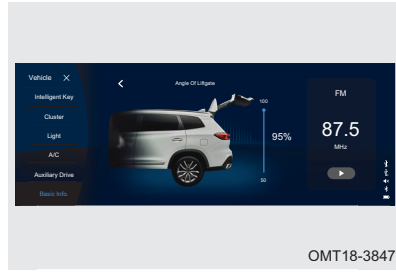 Vehicle
Intelligent Key
Cluster
Light
A/C
Auxiliary Drive
Basic Info.
Angle Of Liftgate
100
95%
50
FM
87.5
MHz
OMT18-3847